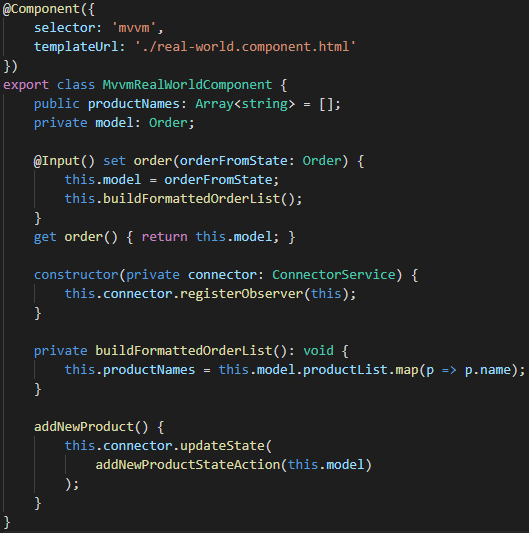 @Component({
    selector: 'mvvm',
    templateUrl: './real-world.component.html'
})
export class MvvmRealWorldComponent {
    public productNames: Array<string> = [];
    private model: Order;

    @Input() set order(orderFromState: Order) {
        this.model = orderFromState;
        this.buildFormattedOrderList();
    }
    get order() { return this.model; }

    constructor(private connector: ConnectorService) {
        this.connector.registerObserver(this);
    }

    private buildFormattedOrderList(): void {
        this.productNames = this.model.productList.map(p => p.name);
    }

    addNewProduct() {
        this.connector.updateState(
            addNewProductStateAction(this.model)
        );
    }
}